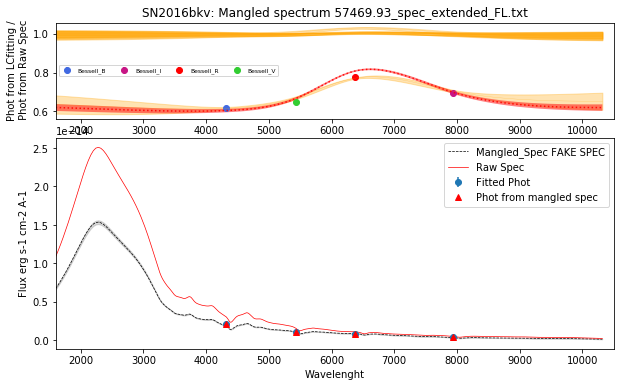 SN2016bkv: Mangled spectrum 57469.93_spec_extended_FL.txt
Phot from LCfitting /
Phot from Raw Spec
1.0
0.8
0.6
Bessell_B
Bessell_I
Bessell_R
Bessell_V
2000 3000 4000 5000 6000 7000 8000 9000 10000
1e−14
Flux erg s-1 cm-2 A-1
2.5
2.0
1.5
1.0
0.5
0.0
Mangled_Spec FAKE SPEC
Raw Spec
Fitted Phot
Phot from mangled spec
2000 3000 4000 5000 6000 7000 8000 9000 10000
Wavelenght